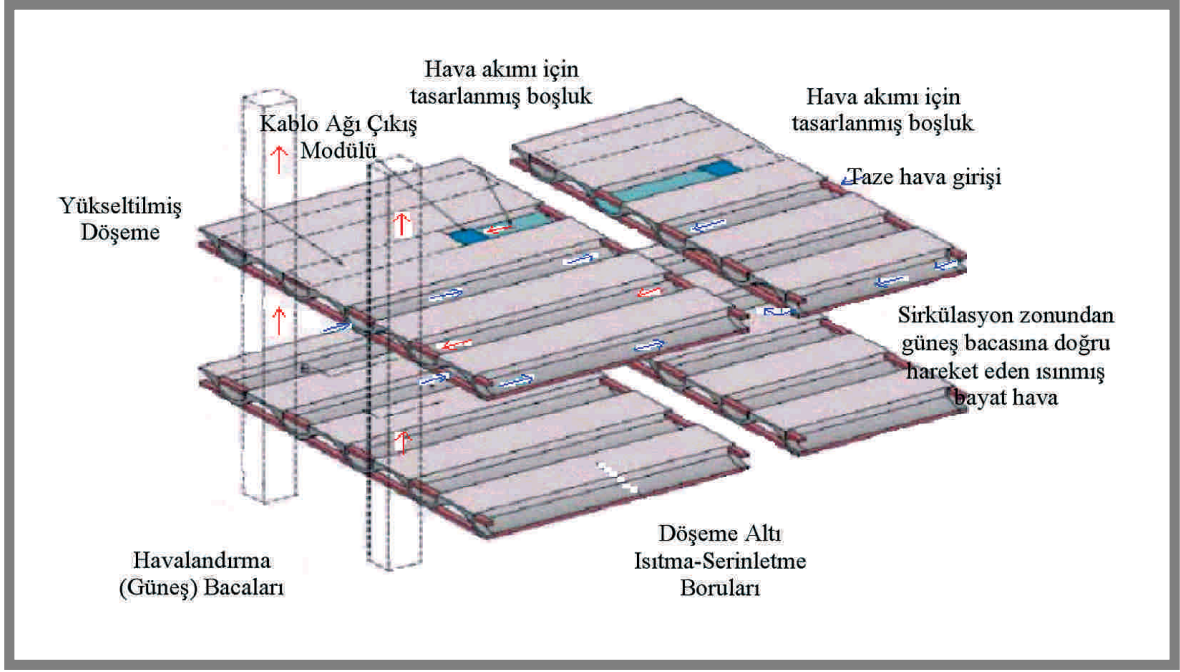 Hava akımı için
tasarlanmış boşluk
Hava akımı için
tasarlanmış boşluk
Kablo Ağı Çıkış
Modülü
Taze hava girişi
Yükseltilmiş
Döşeme
Sirkülasyon zonundan
güneş bacasına doğru
hareket eden ısınmış
bayat hava
Döşeme Altı
Isıtma-Serinletme
Boruları
Havalandırma
(Güneş) Bacaları